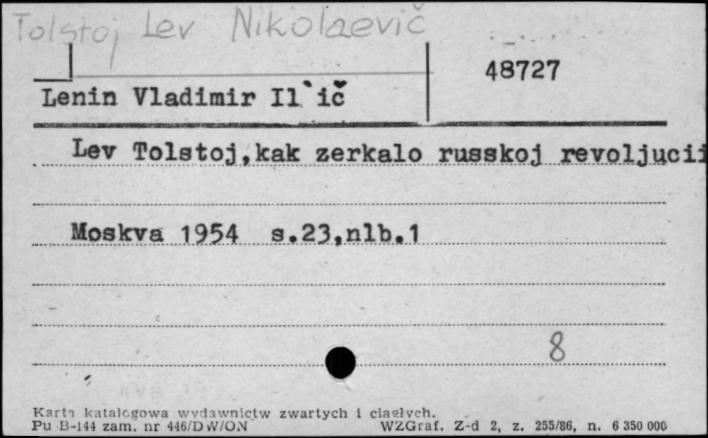 Tolstoj Lev Nikolaevič
48727
Lenin Vladimir Il`ič
Lev Tolstoj,kak zerkalo russkoj revoljucii
Moskva 1954 s.23,nlb.1
8
Karta katalogowa wydawnictw zwartych i ciągłych.
Pu B-144 zam. nr 446/DW/ON WZGraf. Z-d 2, z. 255/86, n. 6 350 000